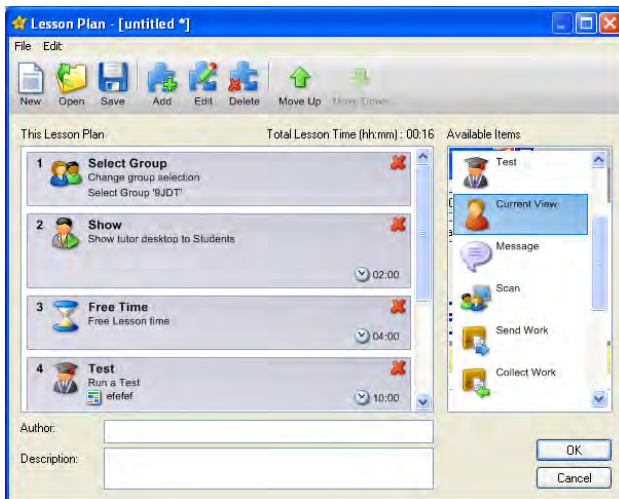 Lesson Plan - [untitled *]
File Edit
New Open Save Add Edit Delete Move Up Move Down
This Lesson Plan Total Lesson Time (hh:mm) : 00:16 Available Items
1 Select Group
Change group selection
Select Group '9JDT'
2 Show
Show tutor desktop to Students
02:00
3 Free Time
Free Lesson time
04:00
4 Test
Run a Test
efefef
10:00
Test
Current View
Message
Scan
Send Work
Collect Work
Author:
Description:
OK
Cancel